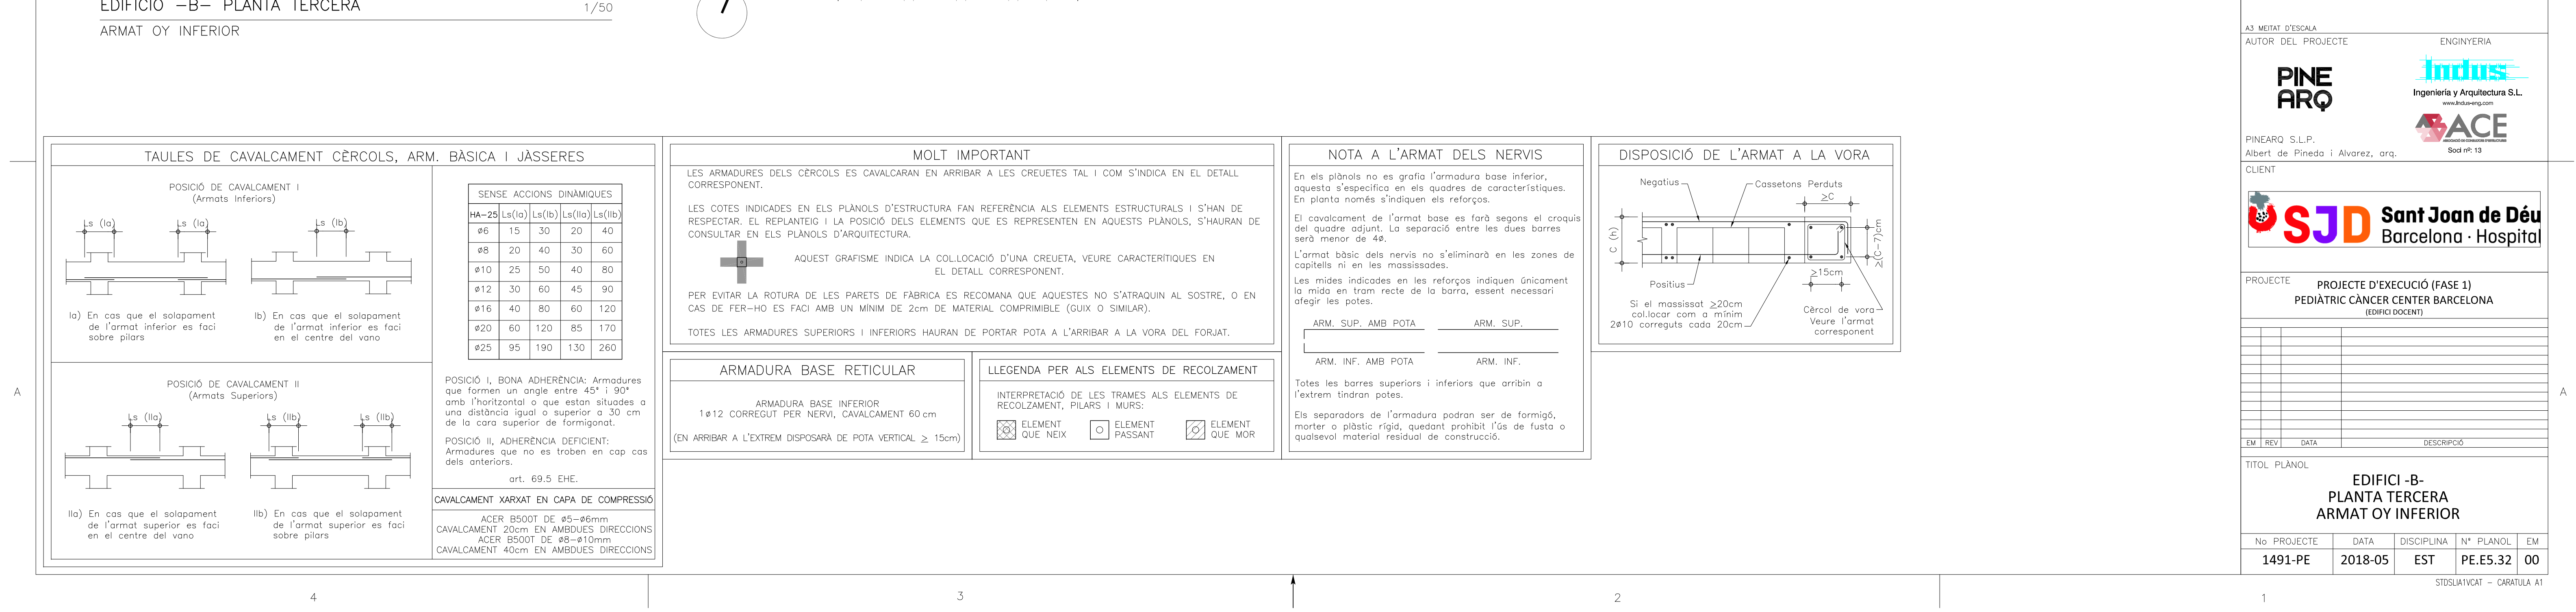 EDIFICIO -B- PLANTA TERCERA
1/50
ARMAT OY INFERIOR
7
TAULES DE CAVALCAMENT CÈRCOLS, ARM. BÀSICA I JÀSSERES
POSICIÓ DE CAVALCAMENT I
(Armats Inferiors)
Ls (Ia) Ls (Ia) Ls (Ib)
Ia) En cas que el solapament
de l'armat inferior es faci
sobre pilars
Ib) En cas que el solapament
de l'armat inferior es faci
en el centre del vano
POSICIÓ DE CAVALCAMENT II
(Armats Superiors)
Ls (IIa) Ls (IIb) Ls (IIb)
IIa) En cas que el solapament
de l'armat superior es faci
en el centre del vano
IIb) En cas que el solapament
de l'armat superior es faci
sobre pilars
SENSE ACCIONS DINÀMIQUES
HA-25 Ls(Ia) Ls(Ib) Ls(IIa) Ls(IIb)
ø6 15 30 20 40
ø8 20 40 30 60
ø10 25 50 40 80
ø12 30 60 45 90
ø16 40 80 60 120
ø20 60 120 85 170
ø25 95 190 130 260
POSICIÓ I, BONA ADHERÈNCIA: Armadures
que formen un angle entre 45° i 90°
amb l'horitzontal o que estan situades a
una distància igual o superior a 30 cm
de la cara superior de formigonat.
POSICIÓ II, ADHERÈNCIA DEFICIENT:
Armadures que no es troben en cap cas
dels anteriors.
art. 69.5 EHE.
CAVALCAMENT XARXAT EN CAPA DE COMPRESSIÓ
ACER B500T DE ø5-ø6mm
CAVALCAMENT 20cm EN AMBDUES DIRECCIONS
ACER B500T DE ø8-ø10mm
CAVALCAMENT 40cm EN AMBDUES DIRECCIONS
MOLT IMPORTANT
LES ARMADURES DELS CÈRCOLS ES CAVALCARAN EN ARRIBAR A LES CREUETES TAL I COM S'INDICA EN EL DETALL
CORRESPONENT.
LES COTES INDICADES EN ELS PLÀNOLS D'ESTRUCTURA FAN REFERÈNCIA ALS ELEMENTS ESTRUCTURALS I S'HAN DE
RESPECTAR. EL REPLANTEIG I LA POSICIÓ DELS ELEMENTS QUE ES REPRESENTEN EN AQUESTS PLÀNOLS, S'HAURAN DE
CONSULTAR EN ELS PLÀNOLS D'ARQUITECTURA.
AQUEST GRAFISME INDICA LA COL.LOCACIÓ D'UNA CREUETA, VEURE CARACTERÍTIQUES EN
EL DETALL CORRESPONENT.
PER EVITAR LA ROTURA DE LES PARETS DE FÀBRICA ES RECOMANA QUE AQUESTES NO S'ATRAQUIN AL SOSTRE, O EN
CAS DE FER-HO ES FACI AMB UN MÍNIM DE 2cm DE MATERIAL COMPRIMIBLE (GUIX O SIMILAR).
TOTES LES ARMADURES SUPERIORS I INFERIORS HAURAN DE PORTAR POTA A L'ARRIBAR A LA VORA DEL FORJAT.
ARMADURA BASE RETICULAR
ARMADURA BASE INFERIOR
1ø12 CORREGUT PER NERVI, CAVALCAMENT 60 cm
(EN ARRIBAR A L'EXTREM DISPOSARÀ DE POTA VERTICAL ≥ 15cm)
LLEGENDA PER ALS ELEMENTS DE RECOLZAMENT
INTERPRETACIÓ DE LES TRAMES ALS ELEMENTS DE
RECOLZAMENT, PILARS I MURS:
ELEMENT
QUE NEIX
ELEMENT
PASSANT
ELEMENT
QUE MOR
NOTA A L'ARMAT DELS NERVIS
En els plànols no es grafia l'armadura base inferior,
aquesta s'especifica en els quadres de característiques.
En planta només s'indiquen els reforços.
El cavalcament de l'armat base es farà segons el croquis
del quadre adjunt. La separació entre les dues barres
serà menor de 4ø.
L'armat bàsic dels nervis no s'eliminarà en les zones de
capitells ni en les massissades.
Les mides indicades en les reforços indiquen únicament
la mida en tram recte de la barra, essent necessari
afegir les potes.
ARM. SUP. AMB POTA ARM. SUP.
ARM. INF. AMB POTA ARM. INF.
Totes les barres superiors i inferiors que arribin a
l'extrem tindran potes.
Els separadors de l'armadura podran ser de formigó,
morter o plàstic rígid, quedant prohibit l'ús de fusta o
qualsevol material residual de construcció.
DISPOSICIÓ DE L'ARMAT A LA VORA
Negatius
Cassetons Perduts
≥C
C (h)
≥(C-7)cm
≥15cm
Positius
Si el massissat ≥20cm
col.locar com a mínim
2ø10 correguts cada 20cm
Cèrcol de vora
Veure l'armat
corresponent
A3 MEITAT D'ESCALA
AUTOR DEL PROJECTE
ENGINYERIA
PINE
ARQ
Indus
Ingeniería y Arquitectura S.L.
www.indus-eng.com
ACE
ASSOCIACIÓ DE CONSULTORS D'ESTRUCTURES
Soci nº: 13
PINEARQ S.L.P.
Albert de Pineda i Alvarez, arq.
CLIENT
SJD Sant Joan de Déu
Barcelona · Hospital
PROJECTE
PROJECTE D'EXECUCIÓ (FASE 1)
PEDIÀTRIC CÀNCER CENTER BARCELONA
(EDIFICI DOCENT)
EM REV DATA DESCRIPCIÓ
TITOL PLÀNOL
EDIFICI -B-
PLANTA TERCERA
ARMAT OY INFERIOR
No PROJECTE DATA DISCIPLINA Nº PLANOL EM
1491-PE 2018-05 EST PE.E5.32 00
STDSLIA1VCAT - CARATULA A1
A
A
4 3 2 1